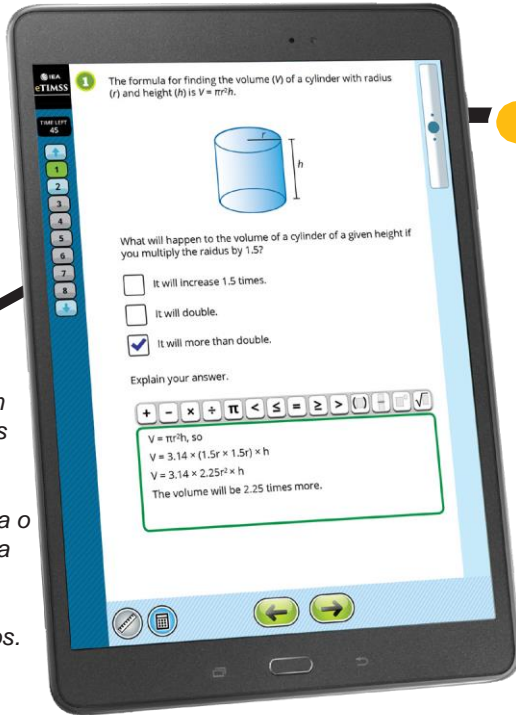 IEA
eTIMSS
TIME LEFT
45
1
2
3
4
5
6
7
8
1
The formula for finding the volume (V) of a cylinder with radius
(r) and height (h) is V = πr²h.
r
h
What will happen to the volume of a cylinder of a given height if
you multiply the raidus by 1.5?
It will increase 1.5 times.
It will double.
It will more than double.
Explain your answer.
+ − × ÷ π < ≤ = ≥ > () √
V = πr²h, so
V = 3.14 × (1.5r × 1.5r) × h
V = 3.14 × 2.25r² × h
The volume will be 2.25 times more.
n
s
a o
a
os.